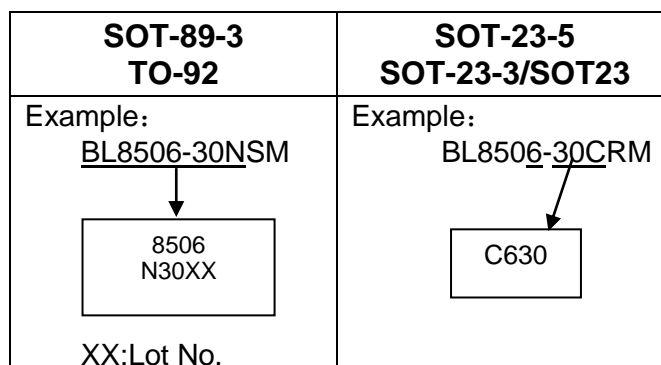 SOT-89-3
TO-92
SOT-23-5
SOT-23-3/SOT23
Example：
BL8506-30NSM
8506
N30XX
XX:Lot No.
Example：
BL8506-30CRM
C630